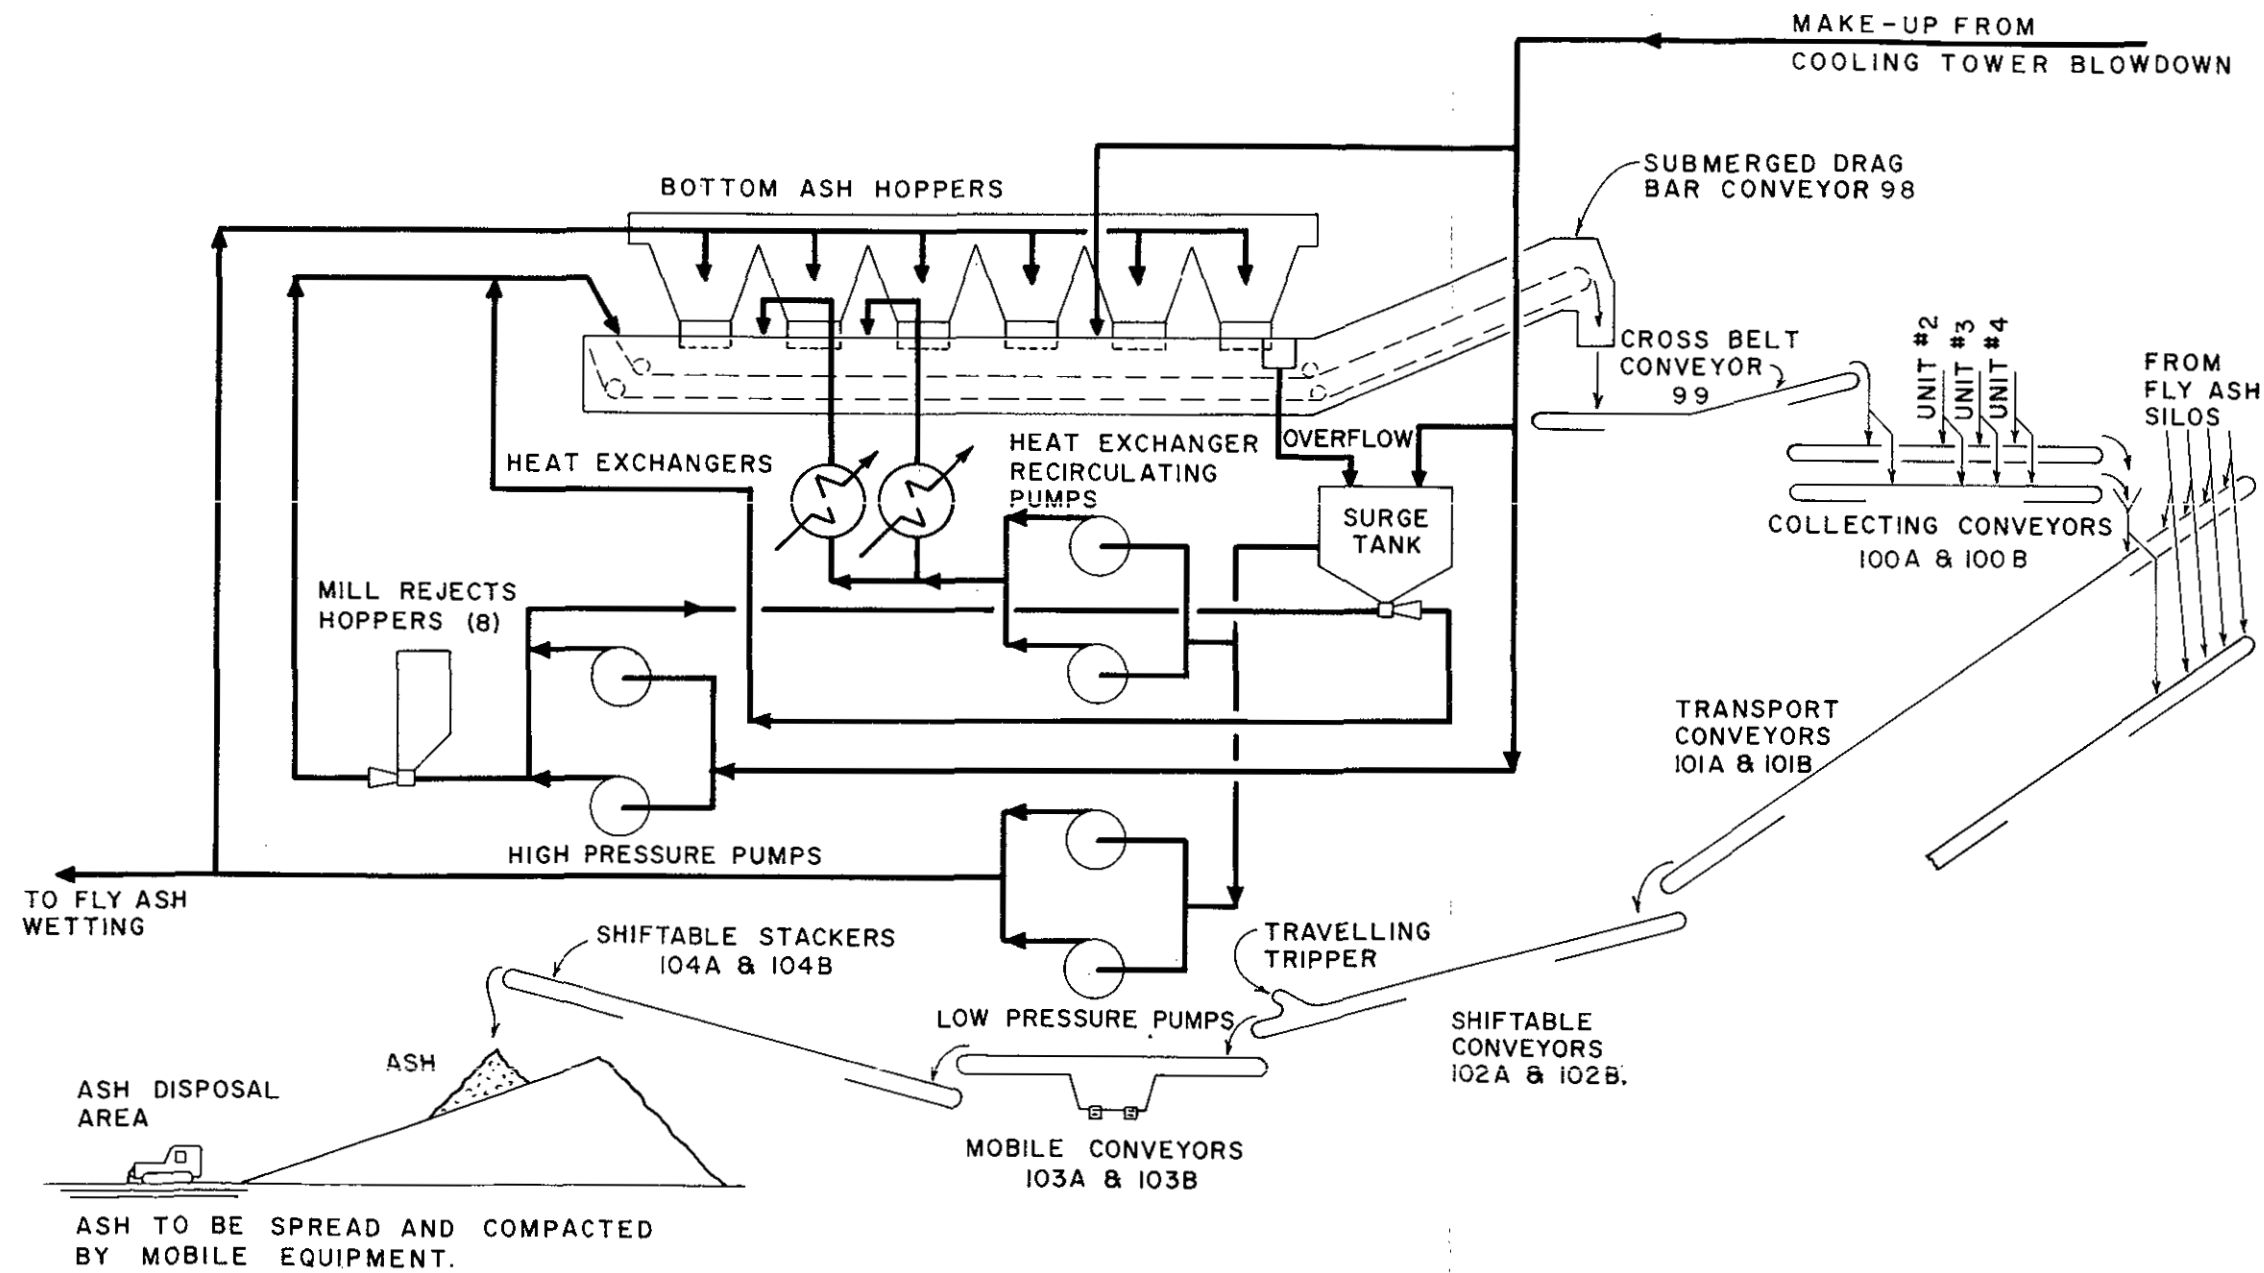 MAKE-UP FROM
COOLING TOWER BLOWDOWN
SUBMERGED DRAG
BAR CONVEYOR 98
BOTTOM ASH HOPPERS
CROSS BELT
CONVEYOR
99
UNIT #2
UNIT #3
UNIT #4
FROM
FLY ASH
SILOS
HEAT EXCHANGERS
HEAT EXCHANGER
RECIRCULATING
PUMPS
OVERFLOW
SURGE
TANK
COLLECTING CONVEYORS
100A & 100B
MILL REJECTS
HOPPERS (8)
TRANSPORT
CONVEYORS
101A & 101B
HIGH PRESSURE PUMPS
TO FLY ASH
WETTING
SHIFTABLE STACKERS
104A & 104B
TRAVELLING
TRIPPER
LOW PRESSURE PUMPS
SHIFTABLE
CONVEYORS
102A & 102B.
ASH
ASH DISPOSAL
AREA
MOBILE CONVEYORS
103A & 103B
ASH TO BE SPREAD AND COMPACTED
BY MOBILE EQUIPMENT.